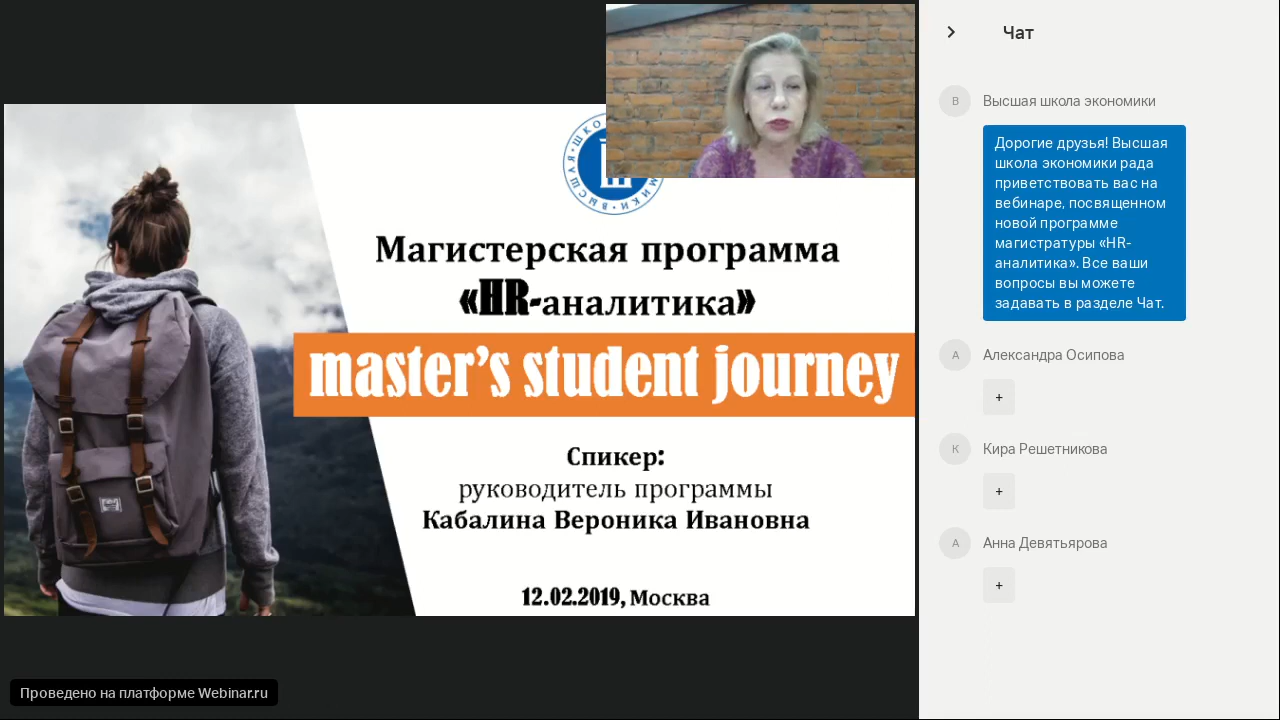 Магистерская программа
«HR-аналитика»
master's student journey
Спикер:
руководитель программы
Кабалина Вероника Ивановна
12.02.2019, Москва
Проведено на платформе Webinar.ru
Чат
В
Высшая школа экономики
Дорогие друзья! Высшая
школа экономики рада
приветствовать вас на
вебинаре, посвященном
новой программе
магистратуры «HR-
аналитика». Все ваши
вопросы вы можете
задавать в разделе Чат.
А
Александра Осипова
+
К
Кира Решетникова
+
А
Анна Девятьярова
+